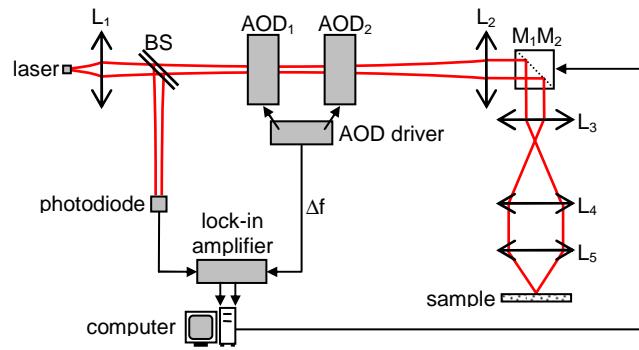 L1
BS
AOD1
AOD2
L2
M1M2
laser
AOD driver
L3
photodiode
lock-in
amplifier
Δf
L4
L5
sample
computer